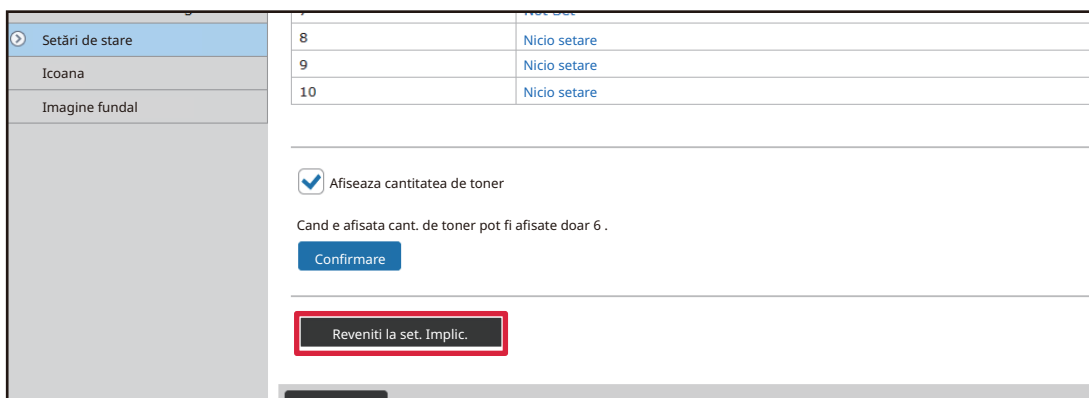 Setări de stare
Icoana
Imagine fundal
8 Nicio setare
9 Nicio setare
10 Nicio setare
Afiseaza cantitatea de toner
Cand e afisata cant. de toner pot fi afisate doar 6 .
Confirmare
Reveniti la set. Implic.